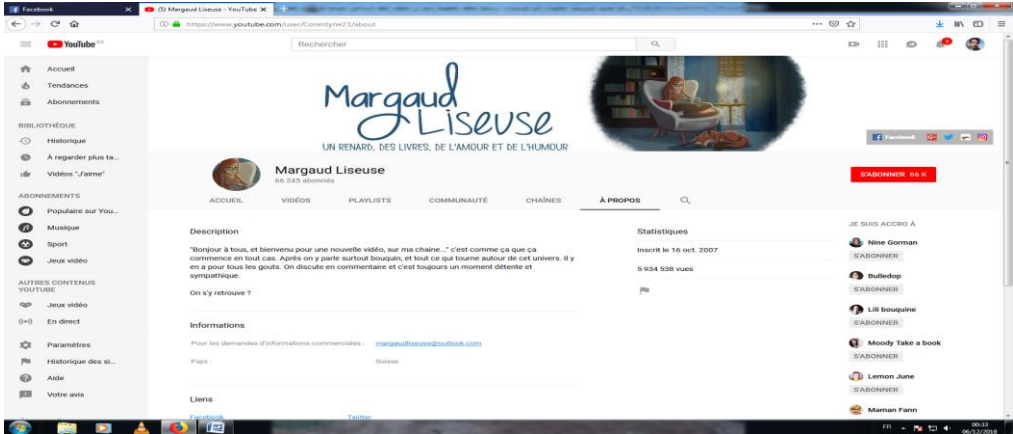 Facebook
(5) Margaud Liseuse - YouTube
https://www.youtube.com/user/Corentyne23/about
YouTube
Rechercher
Accueil
Tendances
Abonnements
BIBLIOTHÈQUE
Historique
À regarder plus ta...
Vidéos "J'aime"
ABONNEMENTS
Populaire sur You...
Musique
Sport
Jeux vidéo
AUTRES CONTENUS
YOUTUBE
Jeux vidéo
En direct
Paramètres
Historique des si...
Aide
Votre avis
Margaud
Liseuse
UN RENARD, DES LIVRES, DE L'AMOUR ET DE L'HUMOUR
Facebook
Margaud Liseuse
66 245 abonnés
S'ABONNER 66 K
ACCUEIL VIDÉOS PLAYLISTS COMMUNAUTÉ CHAÎNES À PROPOS
Description
"Bonjour à tous, et bienvenu pour une nouvelle vidéo, sur ma chaine..." c'est comme ça que ça
commence en tout cas. Après on y parle surtout bouquin, et tout ce qui tourne autour de cet univers. Il y
en a pour tous les gouts. On discute en commentaire et c'est toujours un moment détente et
sympathique.
On s'y retrouve ?
Informations
Pour les demandes d'informations commerciales : margaudliseuse@outlook.com
Pays : Suisse
Liens
Facebook Twitter
Statistiques
Inscrit le 16 oct. 2007
5 934 538 vues
JE SUIS ACCRO À
Nine Gorman
S'ABONNER
Bulledop
S'ABONNER
Lili bouquine
S'ABONNER
Moody Take a book
S'ABONNER
Lemon June
S'ABONNER
Maman Fann
FR
00:33
06/12/2018